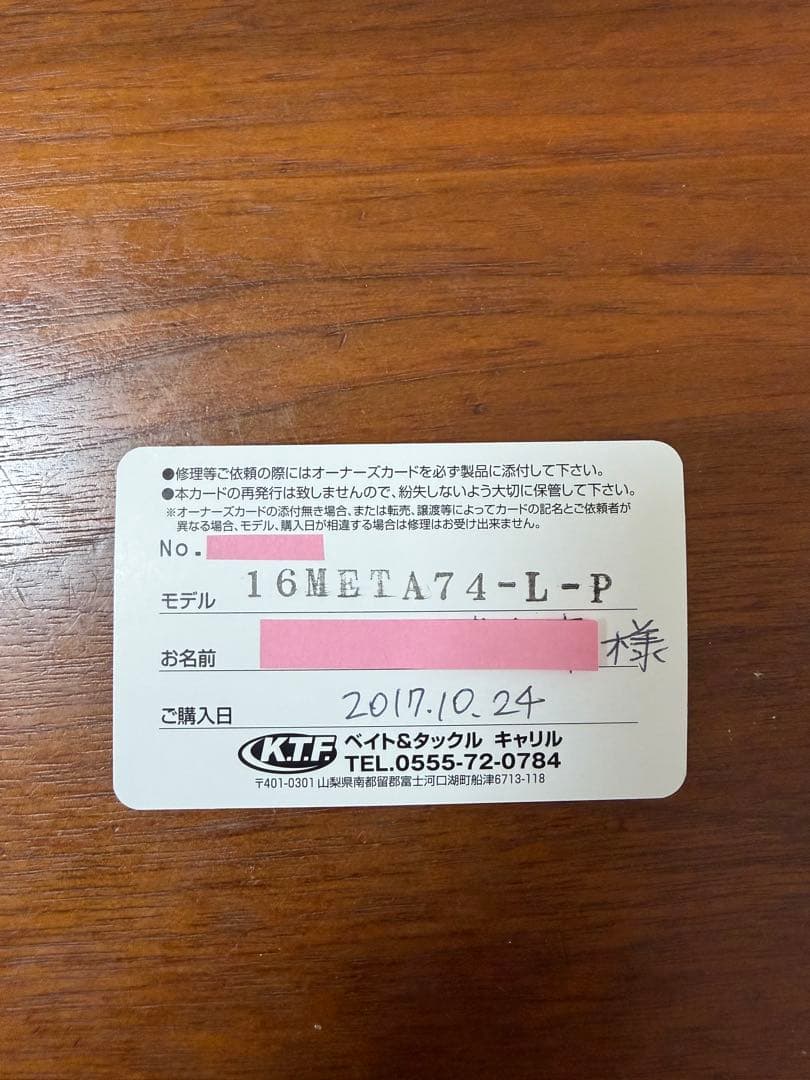 ●修理等ご依頼の際にはオーナーズカードを必ず製品に添付して下さい。
●本カードの再発行は致しませんので、紛失しないよう大切に保管して下さい。
※オーナーズカードの添付無き場合、または転売、譲渡等によってカードの記名とご依頼者が
異なる場合、モデル、購入日が相違する場合は修理はお受け出来ません。
No.
モデル 16META74-L-P
お名前 様
ご購入日 2017.10.24
K.T.F. ベイト&タックル キャリル
TEL.0555-72-0784
〒401-0301 山梨県南都留郡富士河口湖町船津6713-118